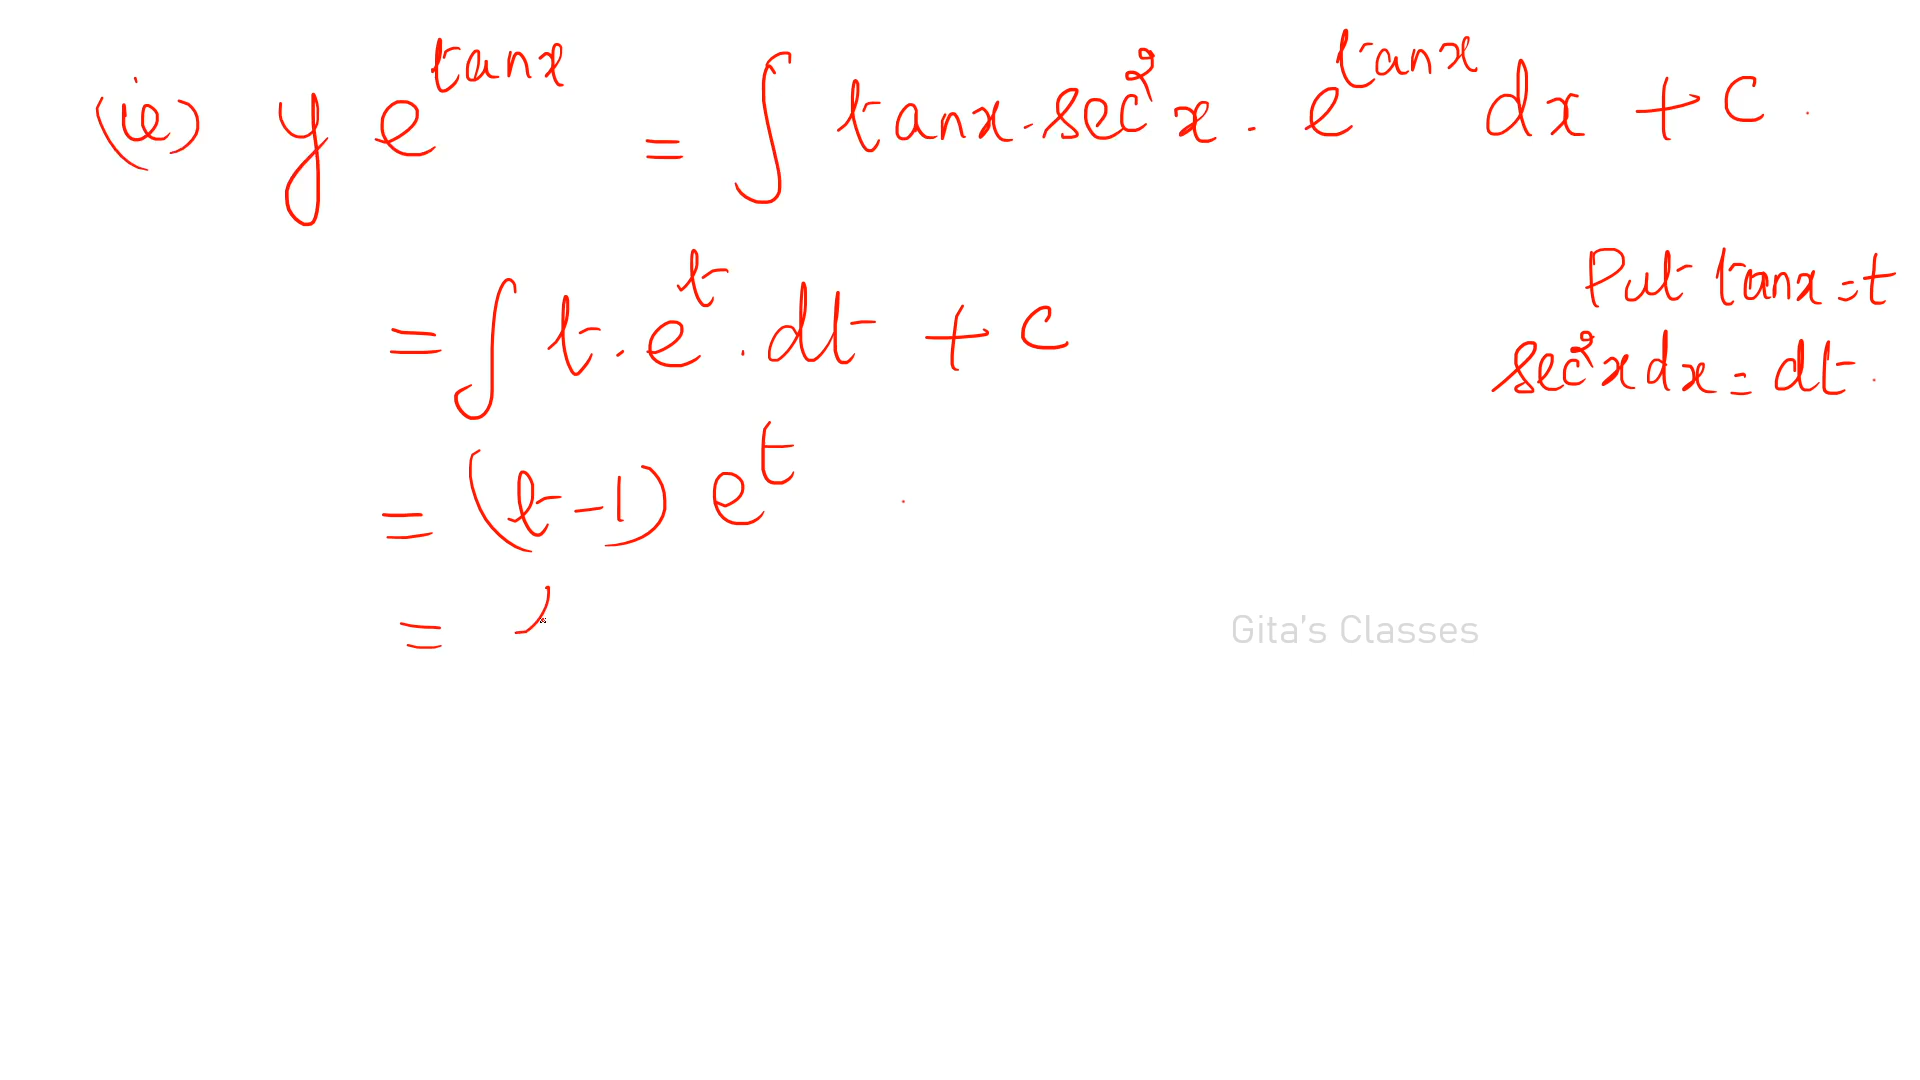 (ie) y e^{tanx} = ∫ tanx · sec²x · e^{tanx} dx + C .
Put tanx = t
= ∫ t · e^t · dt + C
sec²x dx = dt .
= (t - 1) e^t .
=
Gita's Classes